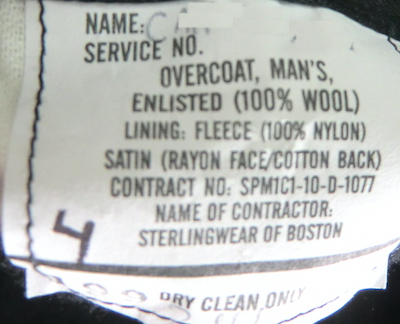 NAME:
SERVICE NO.
OVERCOAT, MAN'S,
ENLISTED (100% WOOL)
LINING: FLEECE (100% NYLON)
SATIN (RAYON FACE/COTTON BACK)
CONTRACT NO: SPM1C1-10-D-1077
NAME OF CONTRACTOR:
STERLINGWEAR OF BOSTON
4
DRY CLEAN ONLY